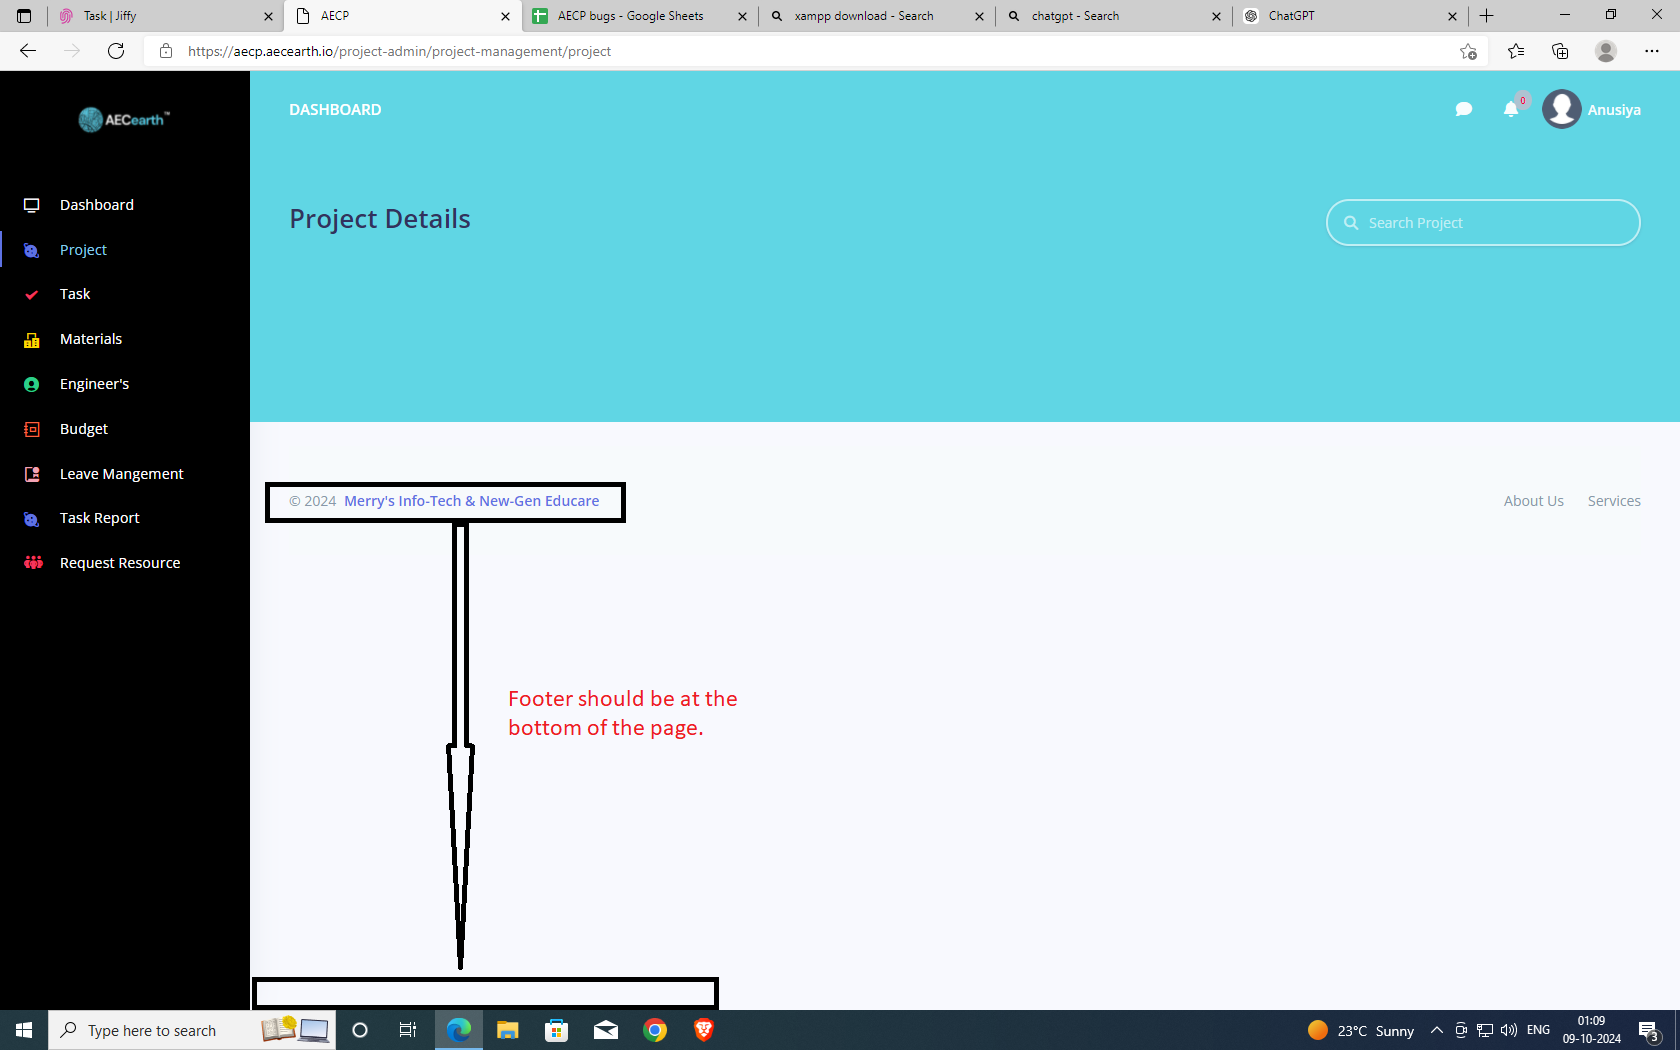 Task | Jiffy
AECP
AECP bugs - Google Sheets
xampp download - Search
chatgpt - Search
ChatGPT
https://aecp.aecearth.io/project-admin/project-management/project
AECearth™
DASHBOARD
0
Anusiya
Dashboard
Project
Task
Materials
Engineer's
Budget
Leave Mangement
Task Report
Request Resource
Project Details
Search Project
© 2024 Merry's Info-Tech & New-Gen Educare
About Us
Services
Footer should be at the
bottom of the page.
Type here to search
23°C Sunny
ENG
01:09
09-10-2024
3